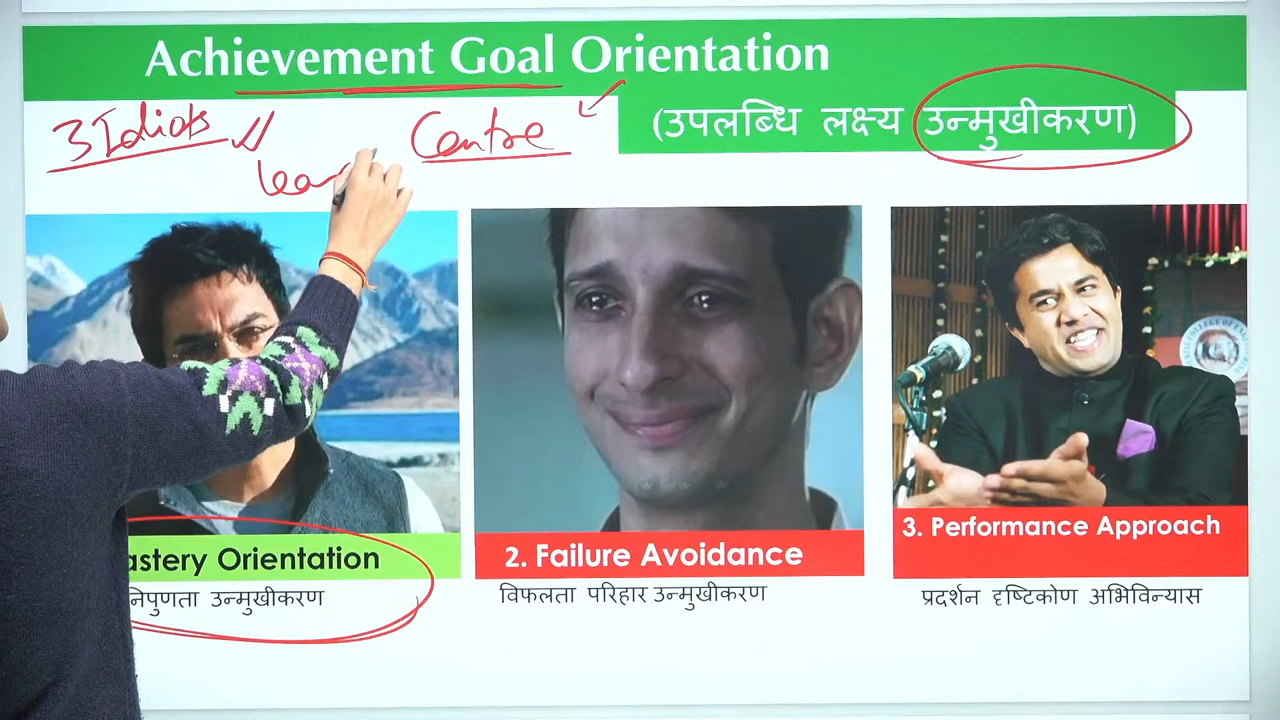 Achievement Goal Orientation
(उपलब्धि लक्ष्य उन्मुखीकरण)
3 Idiots
Centre
lear
astery Orientation
निपुणता उन्मुखीकरण
2. Failure Avoidance
विफलता परिहार उन्मुखीकरण
3. Performance Approach
प्रदर्शन दृष्टिकोण अभिविन्यास